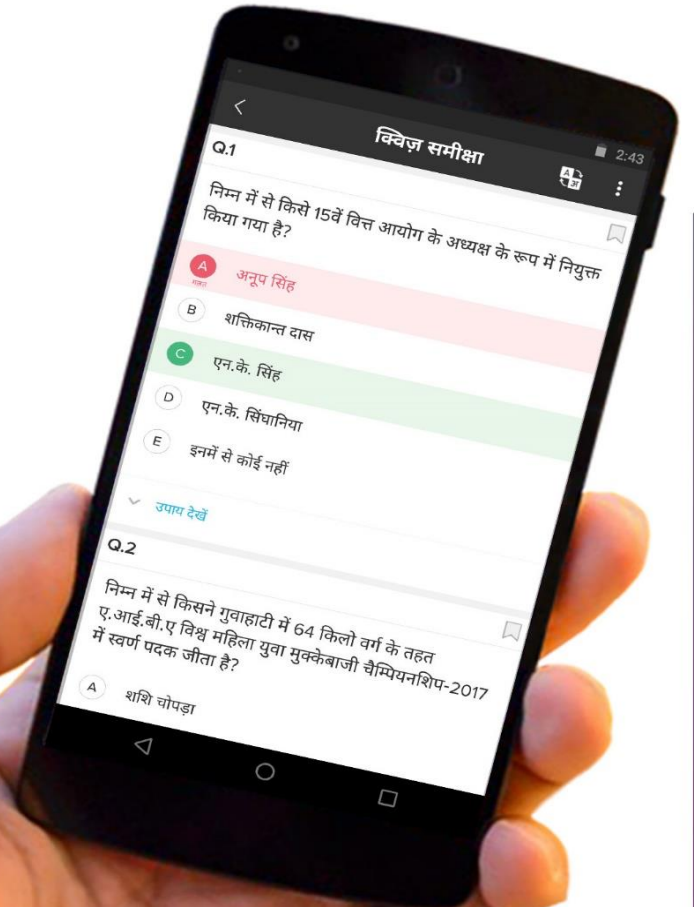 2:43
क्विज़ समीक्षा
Q.1
निम्न में से किसे 15वें वित्त आयोग के अध्यक्ष के रूप में नियुक्त
किया गया है?
A अनूप सिंह
गलत
B शक्तिकान्त दास
C एन.के. सिंह
D एन.के. सिंघानिया
E इनमें से कोई नहीं
उपाय देखें
Q.2
निम्न में से किसने गुवाहाटी में 64 किलो वर्ग के तहत
ए.आई.बी.ए विश्व महिला युवा मुक्केबाजी चैम्पियनशिप-2017
में स्वर्ण पदक जीता है?
A शशि चोपड़ा